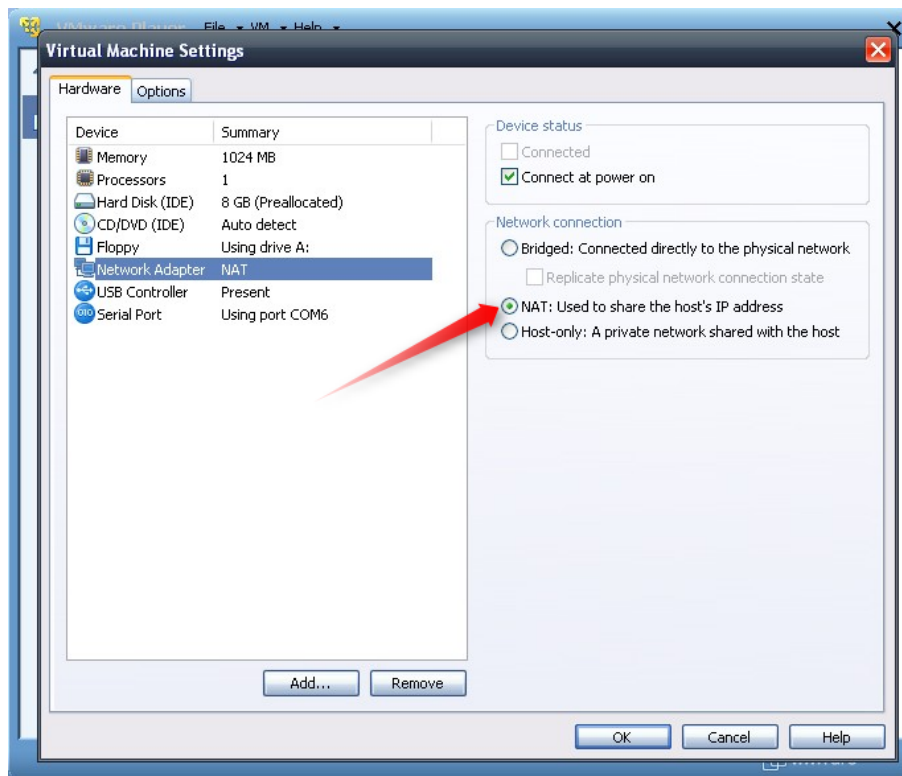 VMware Player File VM Help
Virtual Machine Settings
Hardware Options
Device Summary
Memory 1024 MB
Processors 1
Hard Disk (IDE) 8 GB (Preallocated)
CD/DVD (IDE) Auto detect
Floppy Using drive A:
Network Adapter NAT
USB Controller Present
Serial Port Using port COM6
Device status
Connected
Connect at power on
Network connection
Bridged: Connected directly to the physical network
Replicate physical network connection state
NAT: Used to share the host's IP address
Host-only: A private network shared with the host
Add... Remove
OK Cancel Help
vmware